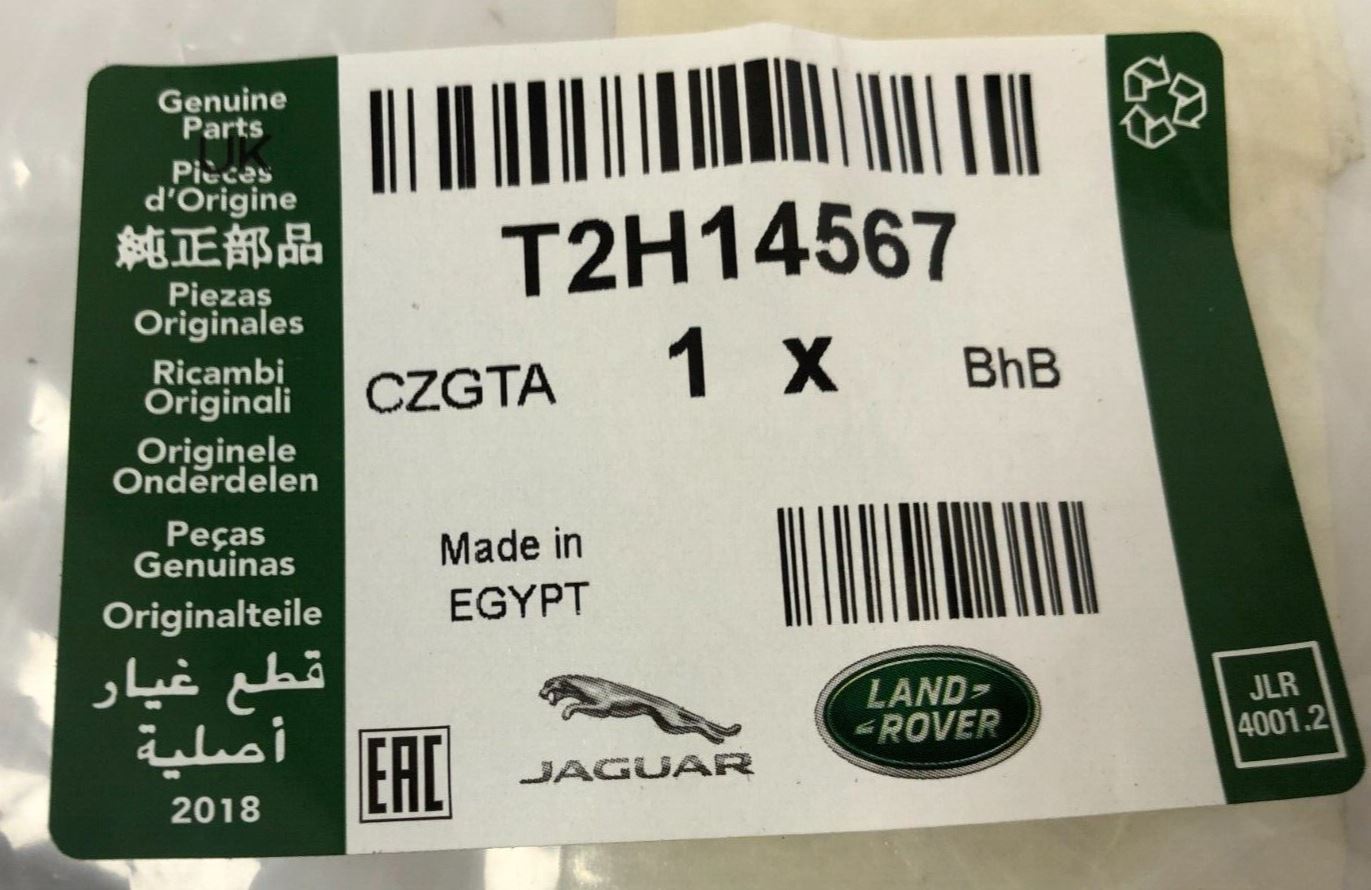 Genuine
Parts
UK
Pièces
d'Origine
純正部品
Piezas
Originales
Ricambi
Originali
Originele
Onderdelen
Peças
Genuinas
Originalteile
قطع غيار
أصلية
2018
T2H14567
CZGTA 1 x BhB
Made in
EGYPT
EAC
JAGUAR
LAND-
-ROVER
JLR
4001.2